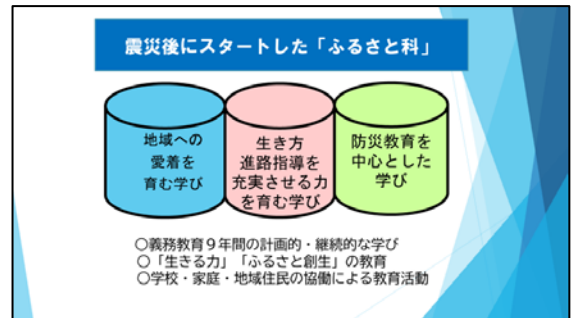 震災後にスタートした「ふるさと科」
地域への
愛着を
育む学び
生き方
進路指導を
充実させる力
を育む学び
防災教育を
中心とした
学び
○義務教育９年間の計画的・継続的な学び
○「生きる力」「ふるさと創生」の教育
○学校・家庭・地域住民の協働による教育活動